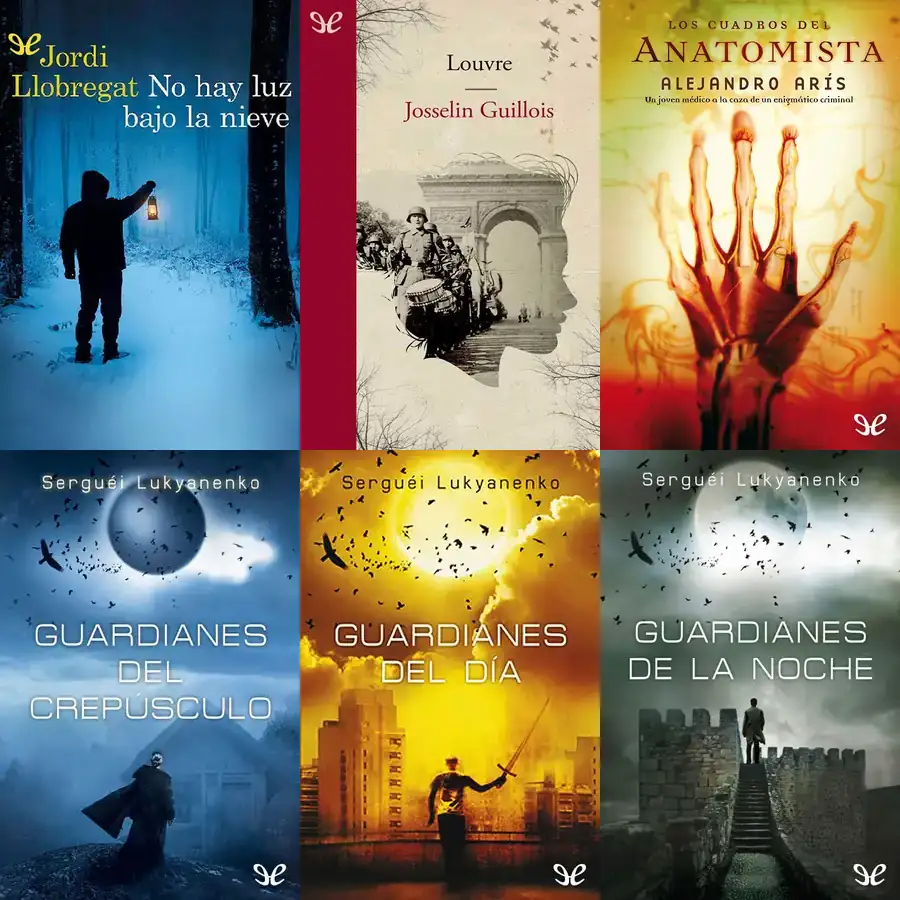 Jordi
Llobregat No hay luz
bajo la nieve
Louvre
Josselin Guillois
LOS CUADROS DEL
ANATOMISTA
ALEJANDRO ARÍS
Un joven médico a la caza de un enigmático criminal
Serguéi Lukyanenko
GUARDIANES
DEL
CREPÚSCULO
Serguéi Lukyanenko
GUARDIANES
DEL DÍA
Serguéi Lukyanenko
GUARDIANES
DE LA NOCHE